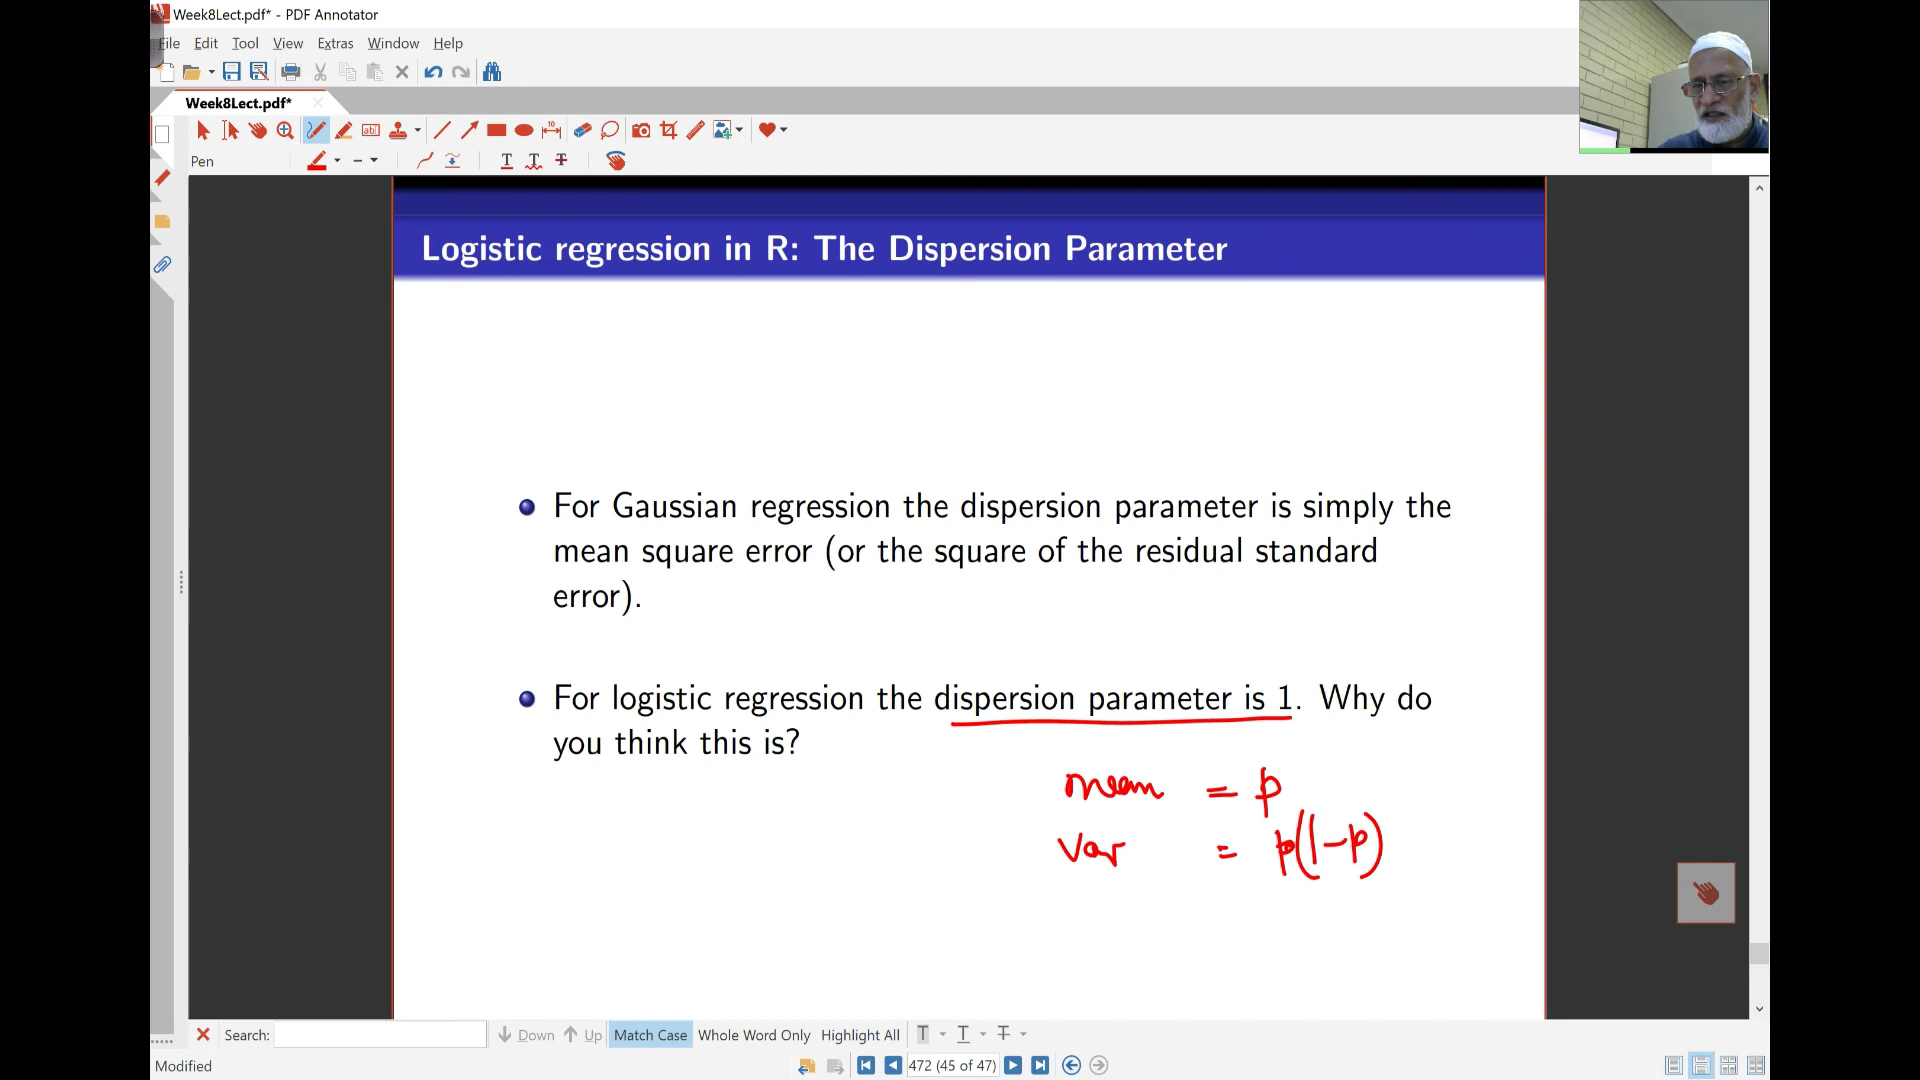 Week8Lect.pdf* - PDF Annotator
File Edit Tool View Extras Window Help
Week8Lect.pdf*
Pen
Logistic regression in R: The Dispersion Parameter
For Gaussian regression the dispersion parameter is simply the
mean square error (or the square of the residual standard
error).
For logistic regression the dispersion parameter is 1. Why do
you think this is?
mean = p
var = p(1-p)
Search: Down Up Match Case Whole Word Only Highlight All
Modified 472 (45 of 47)